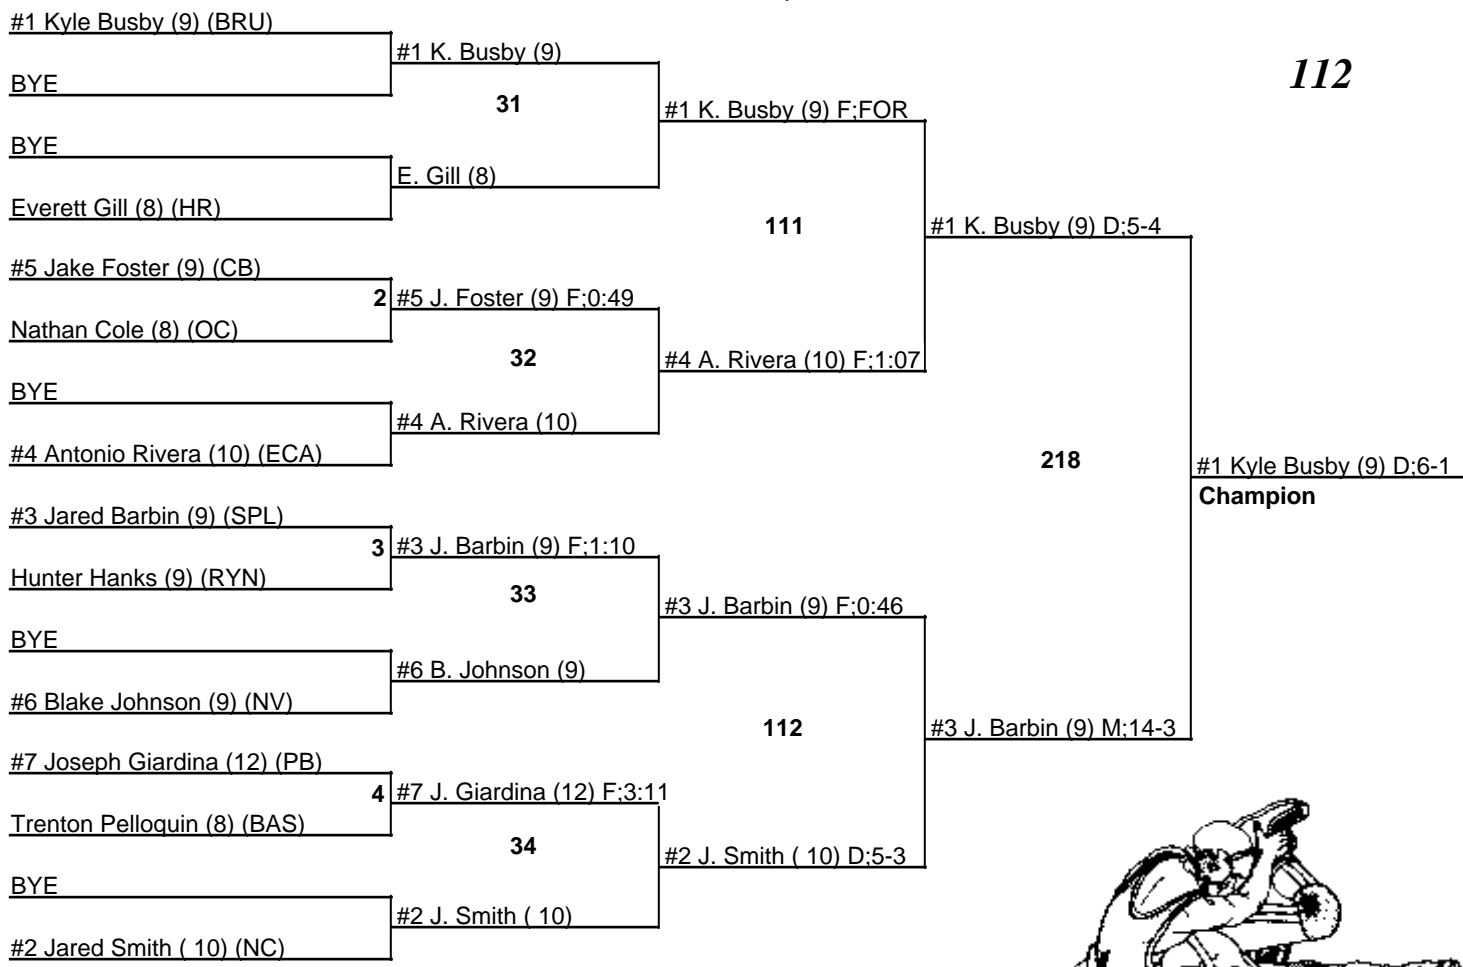 #1 Kyle Busby (9) (BRU)
BYE
BYE
Everett Gill (8) (HR)
#5 Jake Foster (9) (CB)
Nathan Cole (8) (OC)
BYE
#4 Antonio Rivera (10) (ECA)
#3 Jared Barbin (9) (SPL)
Hunter Hanks (9) (RYN)
BYE
#6 Blake Johnson (9) (NV)
#7 Joseph Giardina (12) (PB)
Trenton Pelloquin (8) (BAS)
BYE
#2 Jared Smith ( 10) (NC)
#1 K. Busby (9)
31
E. Gill (8)
2 #5 J. Foster (9) F;0:49
32
#4 A. Rivera (10)
3 #3 J. Barbin (9) F;1:10
33
#6 B. Johnson (9)
4 #7 J. Giardina (12) F;3:11
34
#2 J. Smith ( 10)
#1 K. Busby (9) F;FOR
111
#4 A. Rivera (10) F;1:07
#3 J. Barbin (9) F;0:46
112
#2 J. Smith ( 10) D;5-3
#1 K. Busby (9) D;5-4
218
#3 J. Barbin (9) M;14-3
112
#1 Kyle Busby (9) D;6-1
Champion